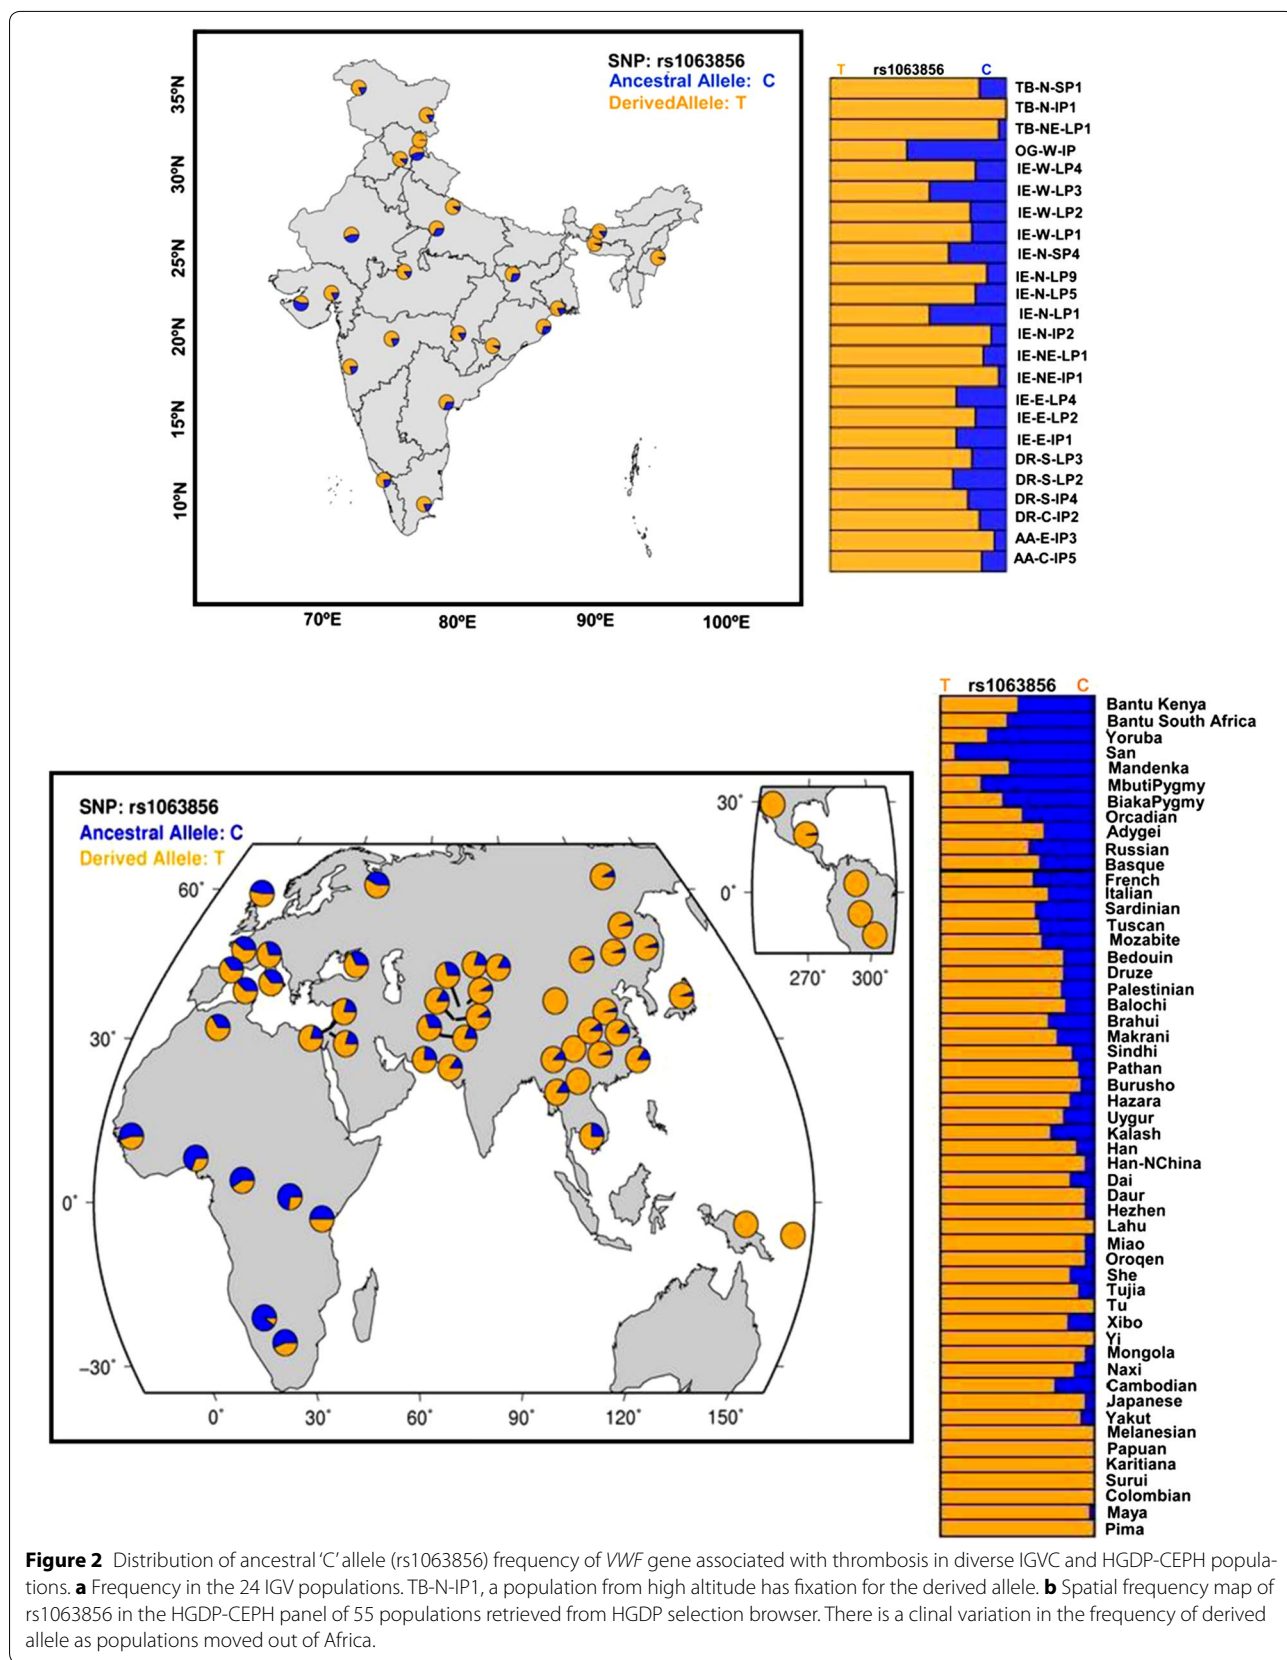 SNP: rs1063856
Ancestral Allele: C
DerivedAllele: T
35ºN
30ºN
25ºN
20ºN
15ºN
10ºN
70ºE 80ºE 90ºE 100ºE
T rs1063856 C
TB-N-SP1
TB-N-IP1
TB-NE-LP1
OG-W-IP
IE-W-LP4
IE-W-LP3
IE-W-LP2
IE-W-LP1
IE-N-SP4
IE-N-LP9
IE-N-LP5
IE-N-LP1
IE-N-IP2
IE-NE-LP1
IE-NE-IP1
IE-E-LP4
IE-E-LP2
IE-E-IP1
DR-S-LP3
DR-S-LP2
DR-S-IP4
DR-C-IP2
AA-E-IP3
AA-C-IP5
SNP: rs1063856
Ancestral Allele: C
Derived Allele: T
60˚
30˚
0˚
−30˚
0˚ 30˚ 60˚ 90˚ 120˚ 150˚
30˚
0˚
270˚ 300˚
T rs1063856 C
Bantu Kenya
Bantu South Africa
Yoruba
San
Mandenka
MbutiPygmy
BiakaPygmy
Orcadian
Adygei
Russian
Basque
French
Italian
Sardinian
Tuscan
Mozabite
Bedouin
Druze
Palestinian
Balochi
Brahui
Makrani
Sindhi
Pathan
Burusho
Hazara
Uygur
Kalash
Han
Han-NChina
Dai
Daur
Hezhen
Lahu
Miao
Oroqen
She
Tujia
Tu
Xibo
Yi
Mongola
Naxi
Cambodian
Japanese
Yakut
Melanesian
Papuan
Karitiana
Surui
Colombian
Maya
Pima
Figure 2 Distribution of ancestral ‘C’ allele (rs1063856) frequency of VWF gene associated with thrombosis in diverse IGVC and HGDP-CEPH popula-
tions. a Frequency in the 24 IGV populations. TB-N-IP1, a population from high altitude has fixation for the derived allele. b Spatial frequency map of
rs1063856 in the HGDP-CEPH panel of 55 populations retrieved from HGDP selection browser. There is a clinal variation in the frequency of derived
allele as populations moved out of Africa.